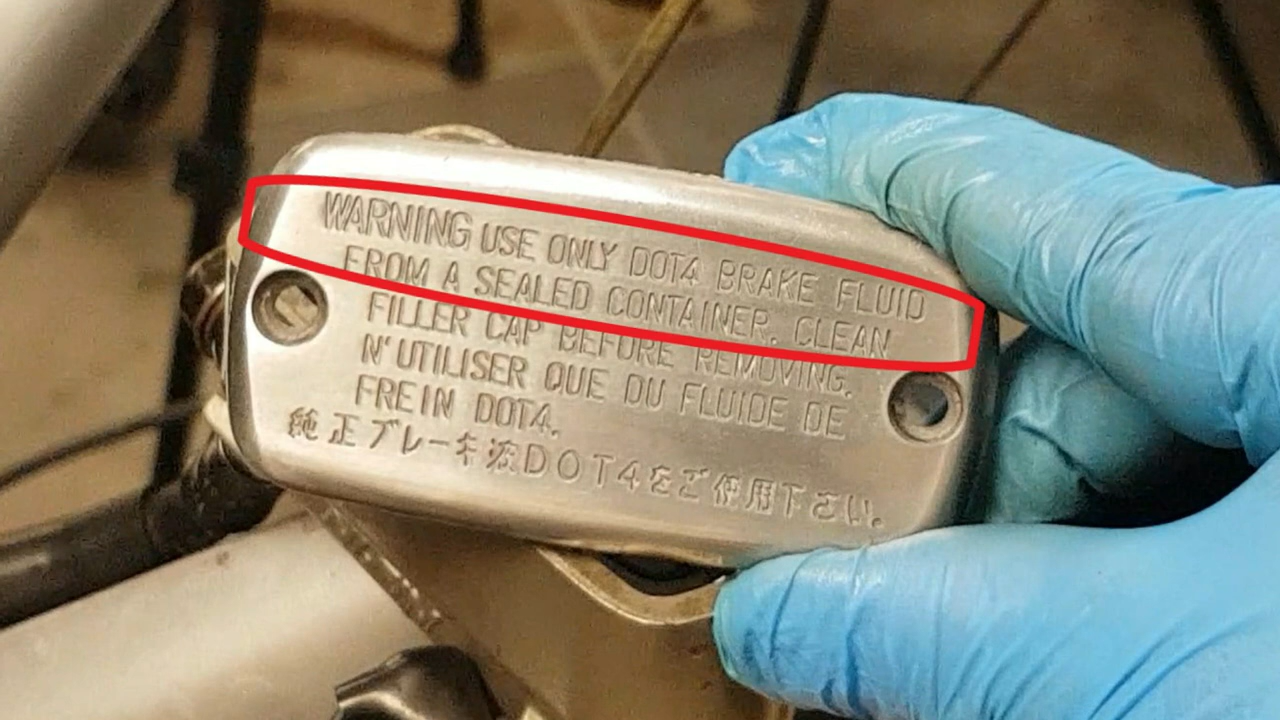 WARNING USE ONLY DOT4 BRAKE FLUID
FROM A SEALED CONTAINER. CLEAN
FILLER CAP BEFORE REMOVING.
N'UTILISER QUE DU FLUIDE DE
FREIN DOT4.
純正ブレーキ液DOT4をご使用下さい.